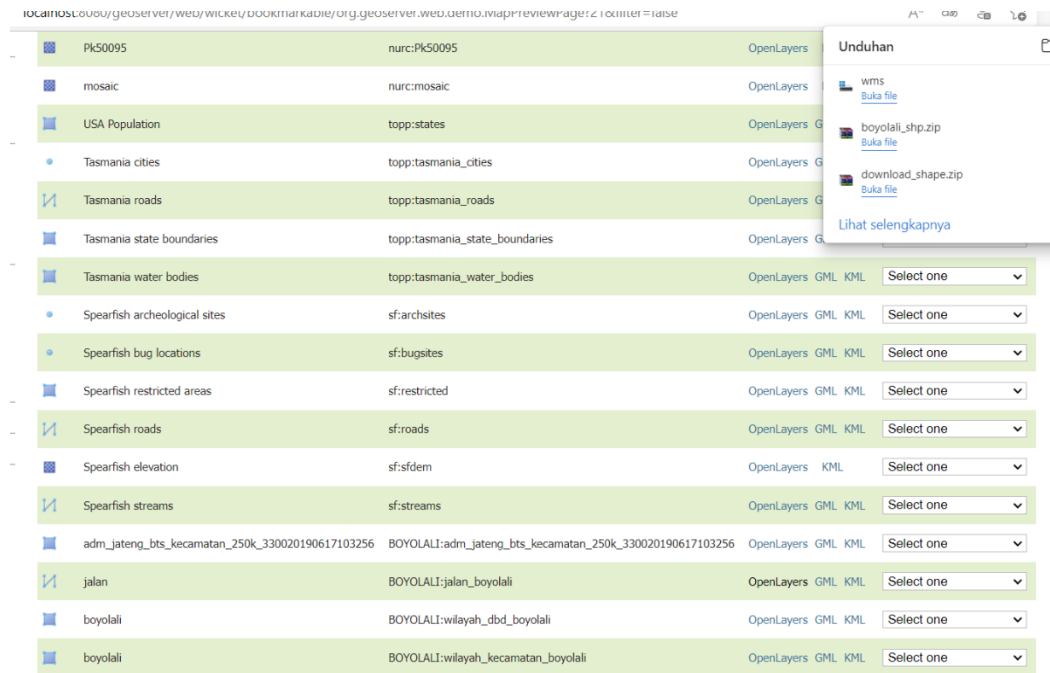 localhost:8080/geoserver/web/wicket/bookmarkable/org.geoserver.web.demo.MapPreviewPage?21&filter=false
Pk50095 nurc:Pk50095 OpenLayers
mosaic nurc:mosaic OpenLayers
USA Population topp:states OpenLayers G
Tasmania cities topp:tasmania_cities OpenLayers G
Tasmania roads topp:tasmania_roads OpenLayers G
Tasmania state boundaries topp:tasmania_state_boundaries OpenLayers G
Unduhan
wms
Buka file
boyolali_shp.zip
Buka file
download_shape.zip
Buka file
Lihat selengkapnya
Tasmania water bodies topp:tasmania_water_bodies OpenLayers GML KML Select one
Spearfish archeological sites sf:archsites OpenLayers GML KML Select one
Spearfish bug locations sf:bugsites OpenLayers GML KML Select one
Spearfish restricted areas sf:restricted OpenLayers GML KML Select one
Spearfish roads sf:roads OpenLayers GML KML Select one
Spearfish elevation sf:sfdem OpenLayers KML Select one
Spearfish streams sf:streams OpenLayers GML KML Select one
adm_jateng_bts_kecamatan_250k_330020190617103256 BOYOLALI:adm_jateng_bts_kecamatan_250k_330020190617103256 OpenLayers GML KML Select one
jalan BOYOLALI:jalan_boyolali OpenLayers GML KML Select one
boyolali BOYOLALI:wilayah_dbd_boyolali OpenLayers GML KML Select one
boyolali BOYOLALI:wilayah_kecamatan_boyolali OpenLayers GML KML Select one